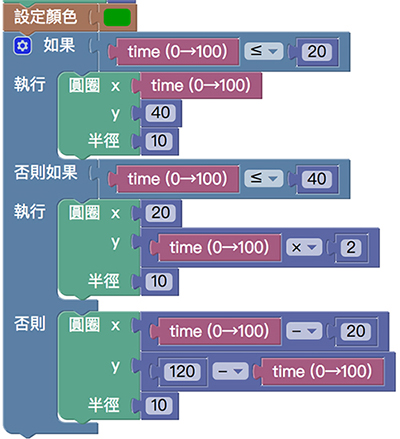 設定顏色
如果 time (0→100) ≤ 20
執行 圓圈 x time (0→100)
y 40
半徑 10
否則如果 time (0→100) ≤ 40
執行 圓圈 x 20
y time (0→100) × 2
半徑 10
否則 圓圈 x time (0→100) − 20
y 120 − time (0→100)
半徑 10